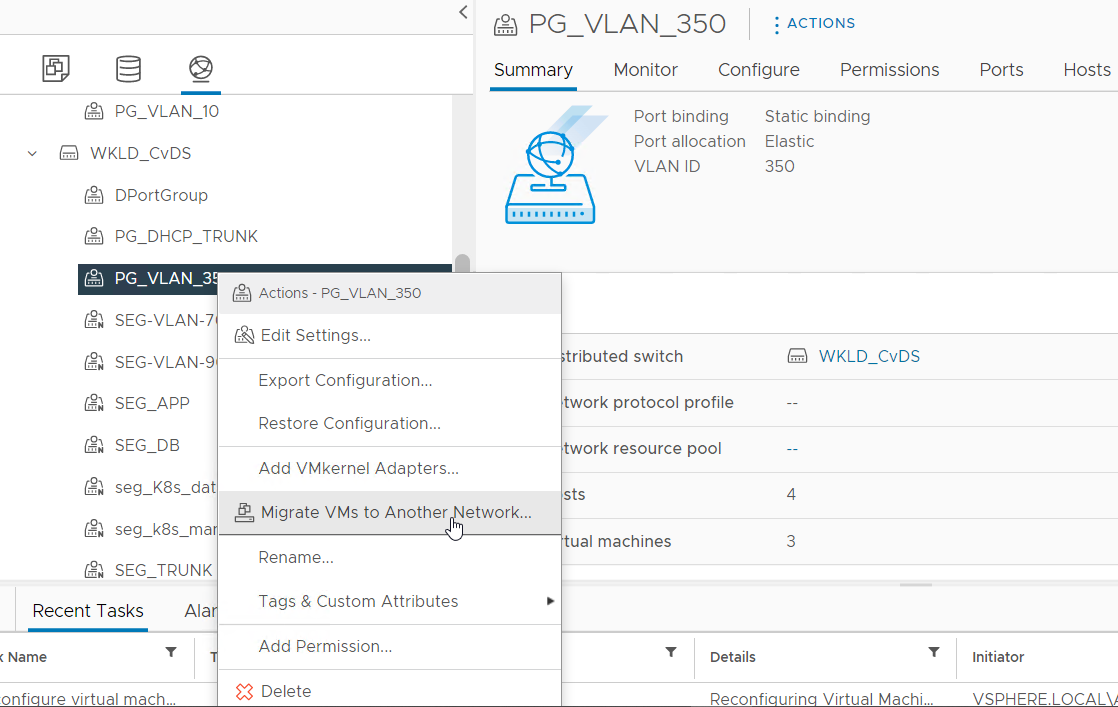 PG_VLAN_350
ACTIONS
Summary
Monitor
Configure
Permissions
Ports
Hosts
Port binding Static binding
Port allocation Elastic
VLAN ID 350
PG_VLAN_10
WKLD_CvDS
DPortGroup
PG_DHCP_TRUNK
PG_VLAN_35
SEG-VLAN-70
SEG-VLAN-90
SEG_APP
SEG_DB
seg_K8s_dat
seg_k8s_mar
SEG_TRUNK
Actions - PG_VLAN_350
Edit Settings...
Export Configuration...
Restore Configuration...
Add VMkernel Adapters...
Migrate VMs to Another Network...
Rename...
Tags & Custom Attributes
Add Permission...
Delete
stributed switch WKLD_CvDS
twork protocol profile --
twork resource pool --
sts 4
tual machines 3
Recent Tasks
Alar
k Name
T
Details
Initiator
configure virtual mach...
Reconfiguring Virtual Machi...
VSPHERE.LOCAL\A